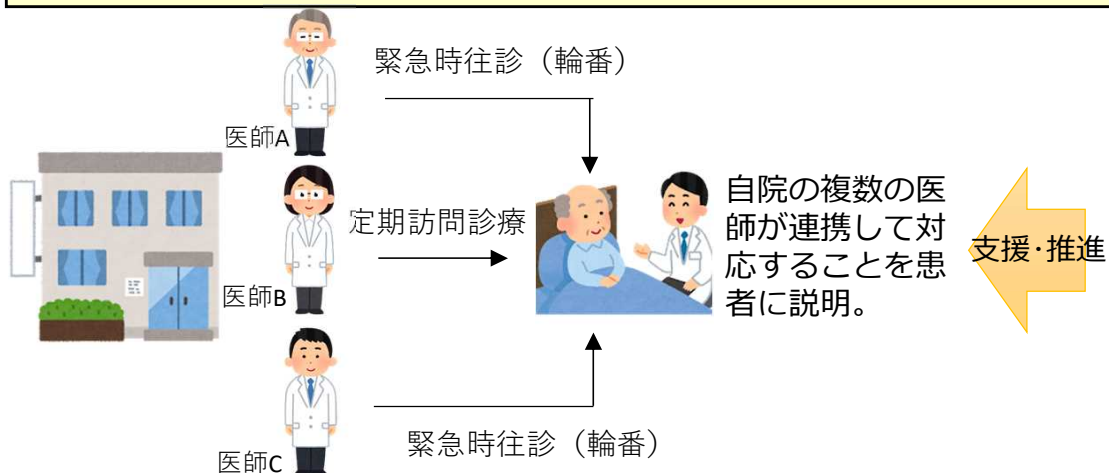 緊急時往診（輪番）
医師A
定期訪問診療
医師B
自院の複数の医
師が連携して対
応することを患
者に説明。
支援･推進
緊急時往診（輪番）
医師C